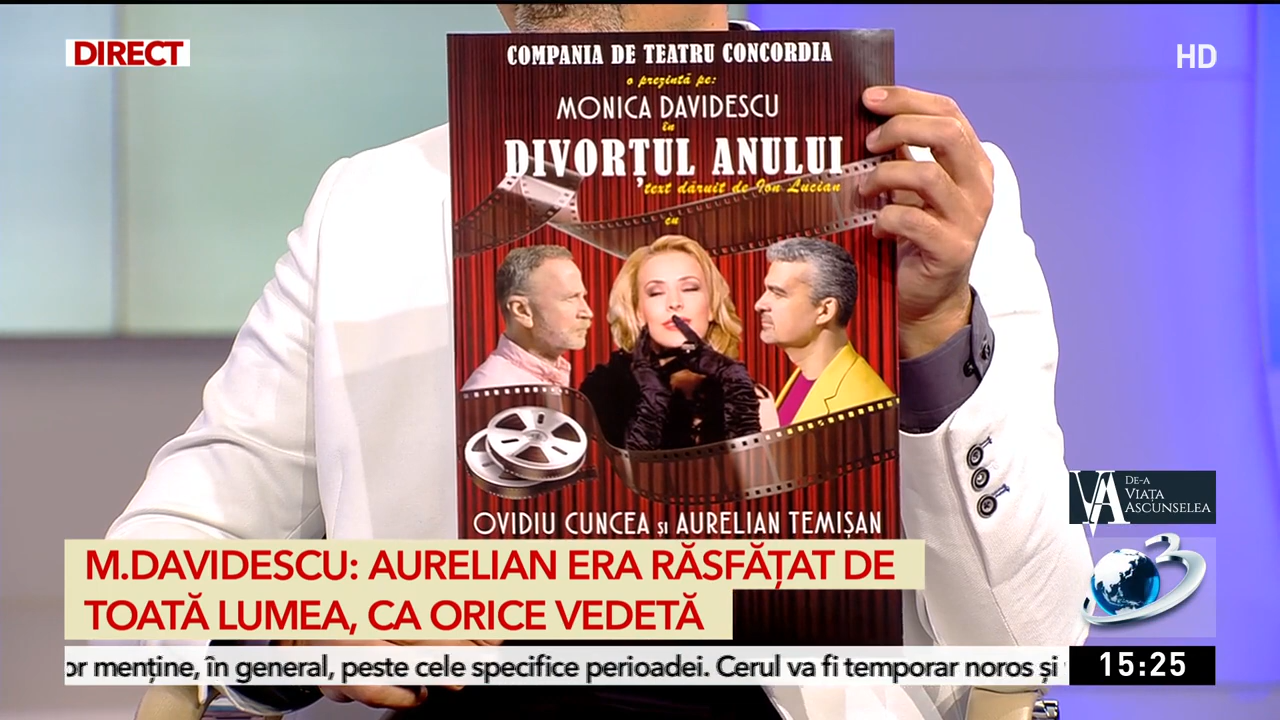 DIRECT
HD
COMPANIA DE TEATRU CONCORDIA
o prezintă pe:
MONICA DAVIDESCU
în
DIVORȚUL ANULUI
text dăruit de Ion Lucian
cu
OVIDIU CUNCEA ȘI AURELIAN TEMIȘAN
VA
DE-A
VIAȚA
ASCUNSELEA
3
M.DAVIDESCU: AURELIAN ERA RĂSFĂȚAT DE
TOATĂ LUMEA, CA ORICE VEDETĂ
or menține, în general, peste cele specifice perioadei. Cerul va fi temporar noros și
15:25